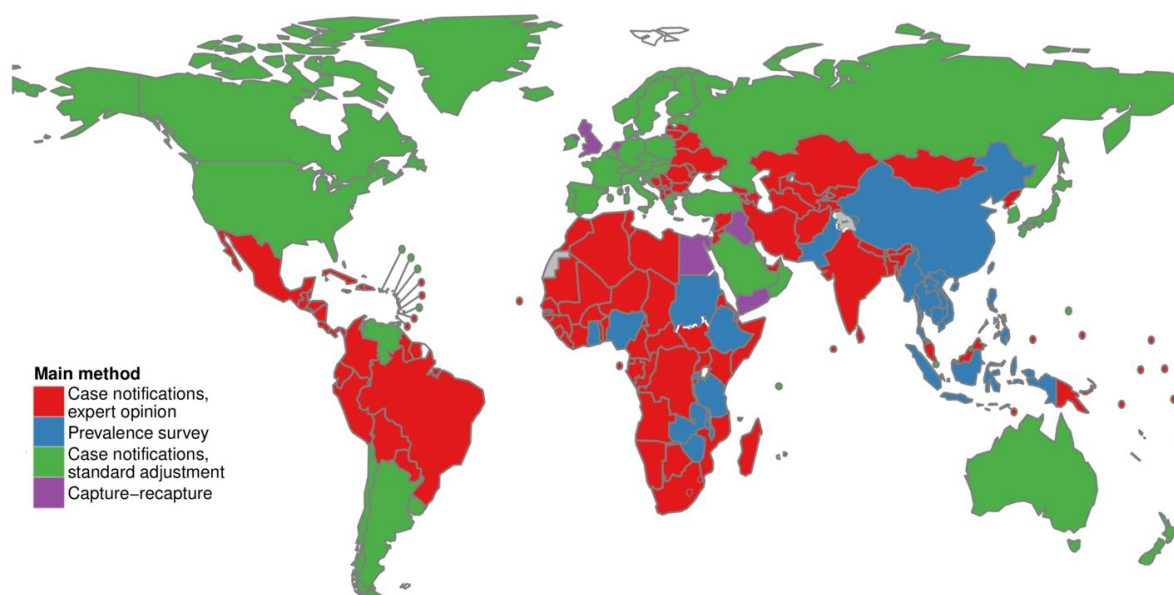 Main method
Case notifications,
expert opinion
Prevalence survey
Case notifications,
standard adjustment
Capture−recapture